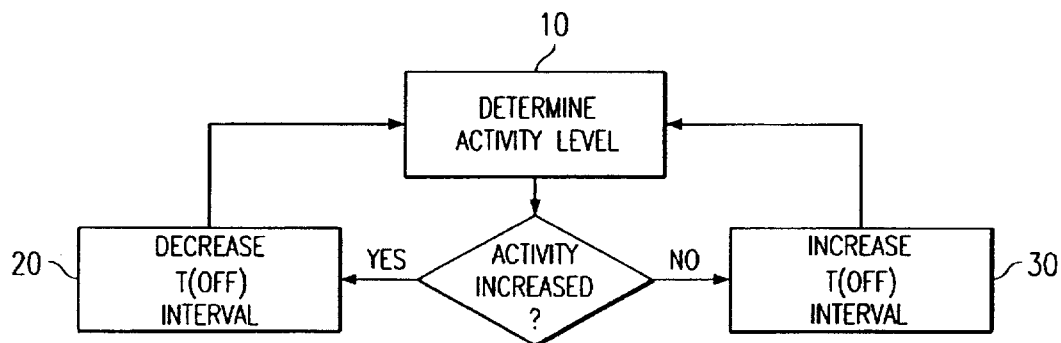 10
DETERMINE
ACTIVITY LEVEL
20
DECREASE
T(OFF)
INTERVAL
YES
ACTIVITY
INCREASED
?
NO
INCREASE
T(OFF)
INTERVAL
30